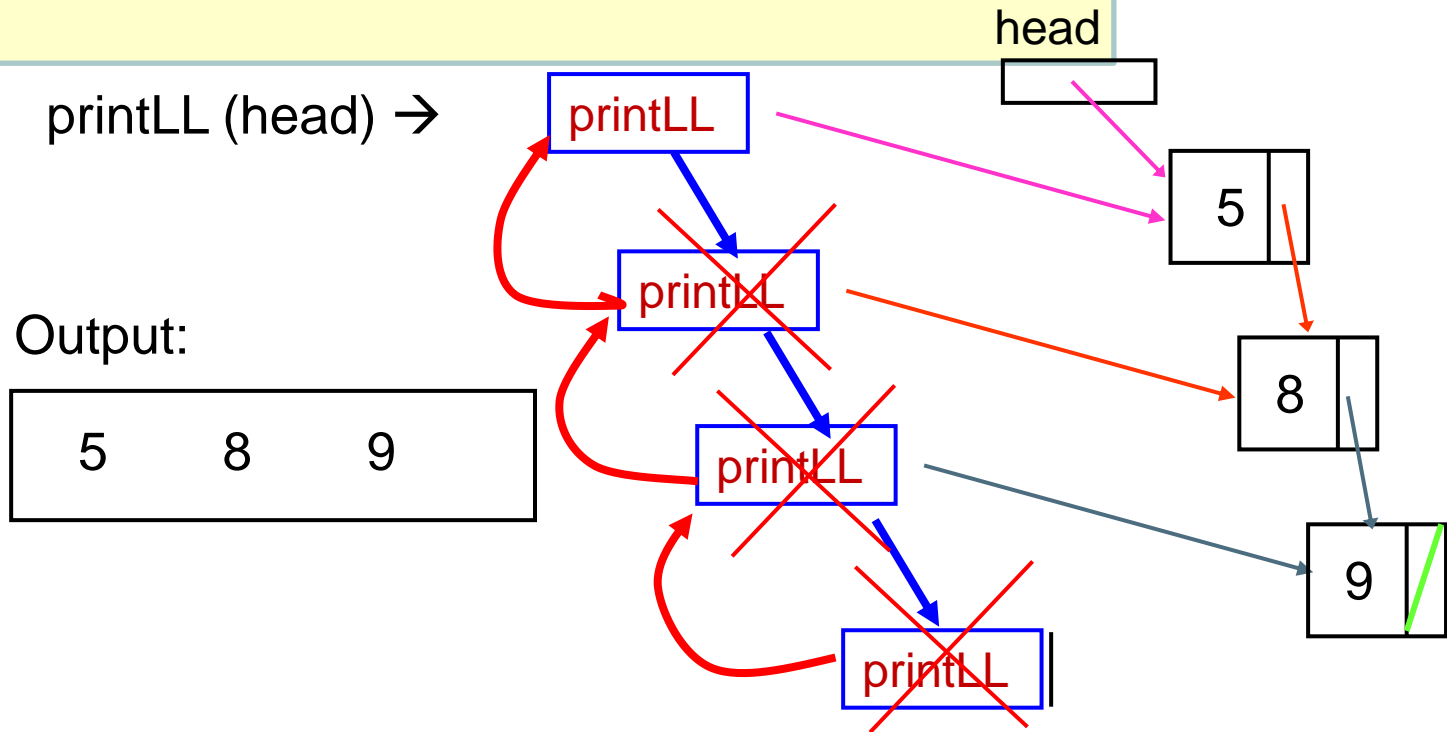 head
printLL (head) →
printLL
5
printLL
Output:
8
5 8 9
printLL
9
printLL